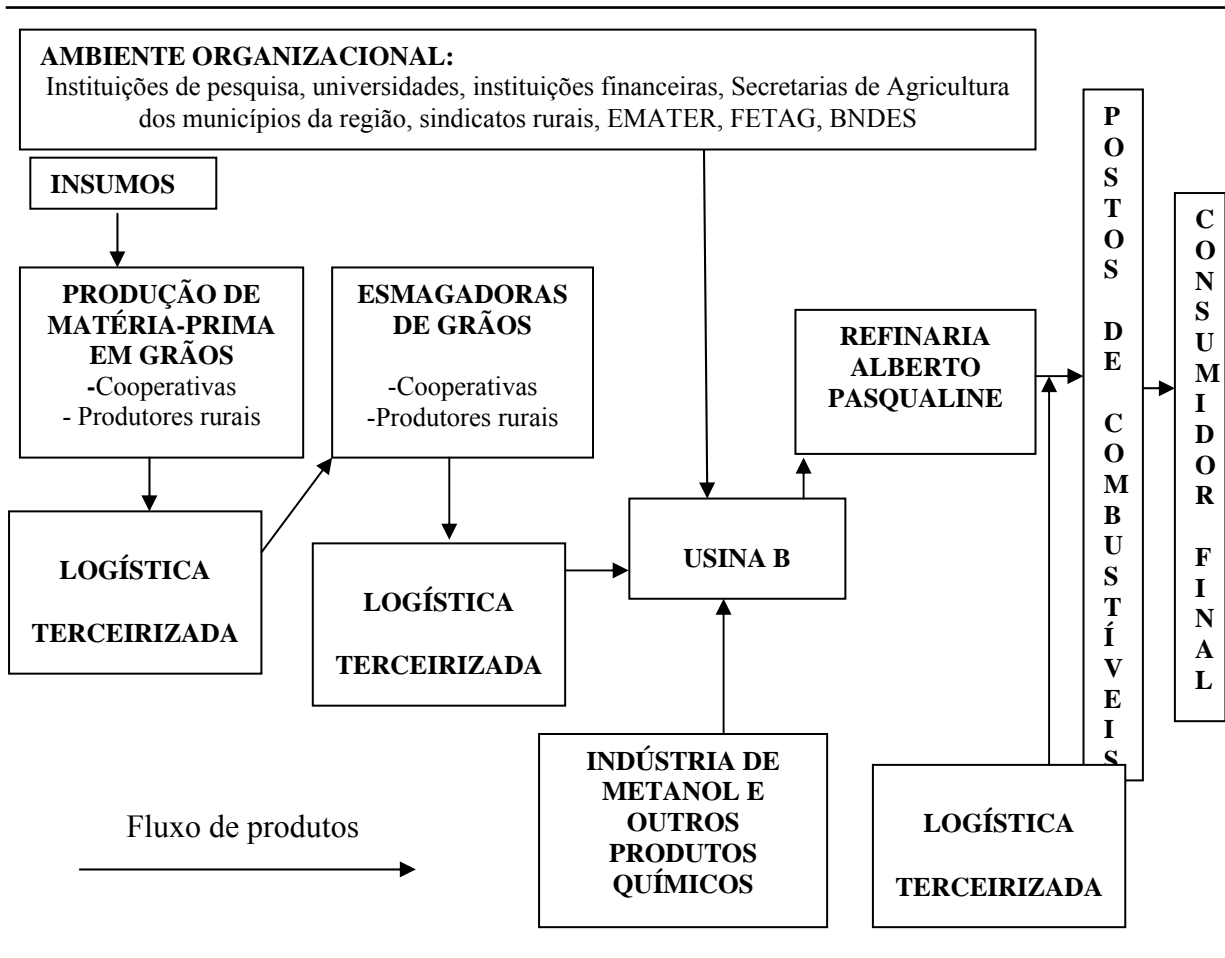 AMBIENTE ORGANIZACIONAL:
Instituições de pesquisa, universidades, instituições financeiras, Secretarias de Agricultura
dos municípios da região, sindicatos rurais, EMATER, FETAG, BNDES
INSUMOS
PRODUÇÃO DE
MATÉRIA-PRIMA
EM GRÃOS
-Cooperativas
- Produtores rurais
ESMAGADORAS
DE GRÃOS
-Cooperativas
-Produtores rurais
REFINARIA
ALBERTO
PASQUALINE
POSTOS DE COMBUSTÍVEIS
CONSUMIDOR FINAL
LOGÍSTICA
TERCEIRIZADA
LOGÍSTICA
TERCEIRIZADA
USINA B
INDÚSTRIA DE
METANOL E
OUTROS
PRODUTOS
QUÍMICOS
LOGÍSTICA
TERCEIRIZADA
Fluxo de produtos